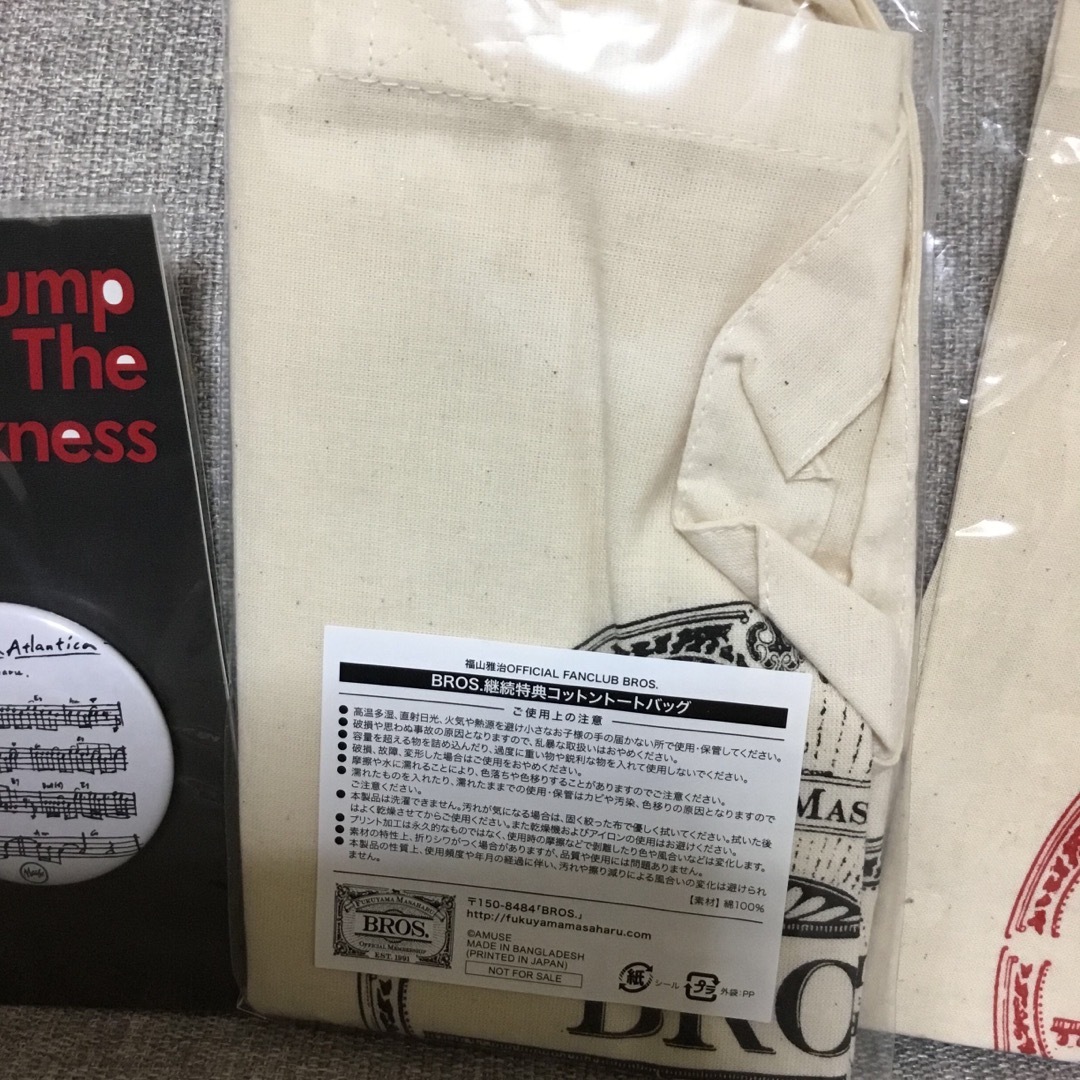 ump
The
kness
Atlantica
福山雅治OFFICIAL FANCLUB BROS.
BROS.継続特典コットントートバッグ
ご使用上の注意
● 高温多湿、直射日光、火気や熱源を避け小さなお子様の手の届かない所で使用・保管してください。
● 破損や思わぬ事故の原因となりますので、乱暴な取扱いはおやめください。
● 容量を超える物を詰め込んだり、過度に重い物や鋭利な物を入れて使用しないでください。
● 破損、故障、変形した場合はご使用をおやめください。
● 摩擦や水に濡れることにより、色落ちや色移りすることがありますのでご注意ください。
● 濡れたものを入れたり、濡れたままでの使用・保管はカビや汚染、色移りの原因となりますので
ご注意ください。
● 本製品は洗濯できません。汚れが気になる場合は、固く絞った布で優しく拭いてください。拭いた後
はよく乾燥させてからご使用ください。また乾燥機およびアイロンの使用はお避けください。
● プリント加工は永久的なものではなく、使用時の摩擦などで剥離したり色や風合いなどは変化します。
● 素材の特性上、折りシワがつく場合がありますが、品質や使用には問題ありません。
● 本製品の性質上、使用頻度や年月の経過に伴い、汚れや擦り減りによる風合いの変化は避けられ
ません。
【素材】綿100%
FUKUYAMA MASAHARU
BROS.
OFFICIAL MEMBERSHIP
EST. 1991
〒150-8484「BROS.」
http://fukuyamamasaharu.com
©AMUSE
MADE IN BANGLADESH
(PRINTED IN JAPAN)
NOT FOR SALE
紙 シール
プラ 外袋:PP
MAS
BRO